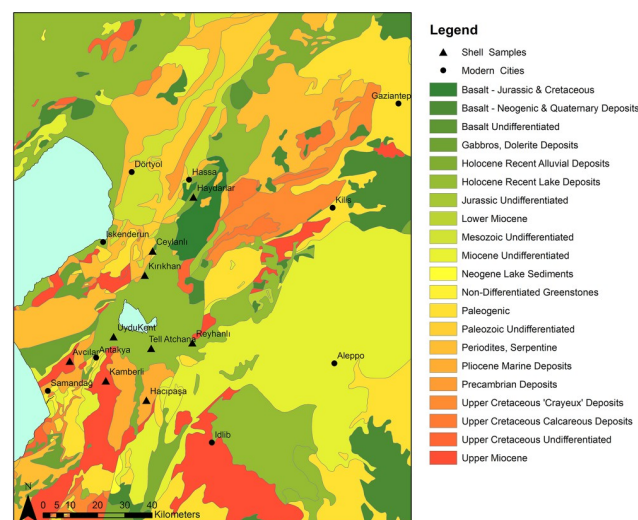 Legend
Shell Samples
Modern Cities
Basalt - Jurassic & Cretaceous
Basalt - Neogenic & Quaternary Deposits
Basalt Undifferentiated
Gabbros, Dolerite Deposits
Holocene Recent Alluvial Deposits
Holocene Recent Lake Deposits
Jurassic Undifferentiated
Lower Miocene
Mesozoic Undifferentiated
Miocene Undifferentiated
Neogene Lake Sediments
Non-Differentiated Greenstones
Paleogenic
Paleozoic Undifferentiated
Periodites, Serpentine
Pliocene Marine Deposits
Precambrian Deposits
Upper Cretaceous 'Crayeux' Deposits
Upper Cretaceous Calcareous Deposits
Upper Cretaceous Undifferentiated
Upper Miocene
Gaziantep
Dörtyol
Hassa
Haydarlar
Kilis
İskenderun
Ceylanlı
Kırıkhan
UyduKent
Tell Atchana
Reyhanlı
Avcılar
Antakya
Aleppo
Kamberli
Samandağ
Hacıpaşa
Idlib
N
0 5 10 20 30 40
Kilometers